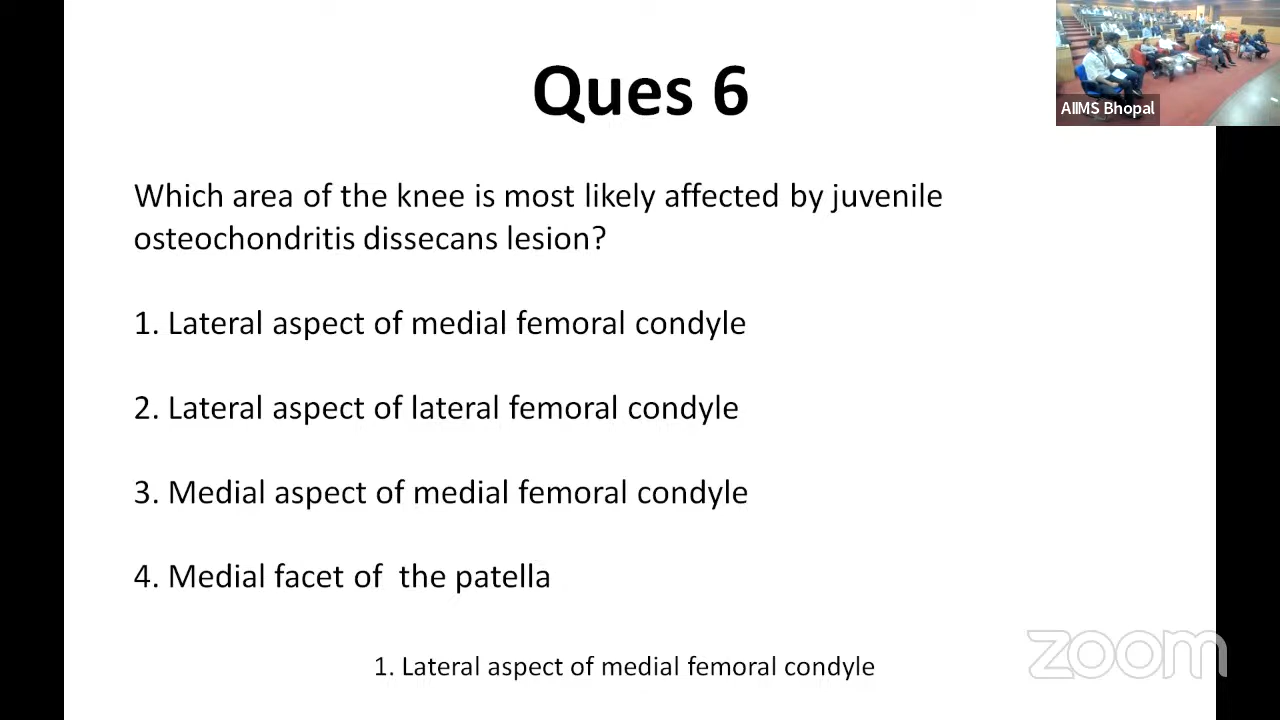 Ques 6
AIIMS Bhopal
Which area of the knee is most likely affected by juvenile
osteochondritis dissecans lesion?
1. Lateral aspect of medial femoral condyle
2. Lateral aspect of lateral femoral condyle
3. Medial aspect of medial femoral condyle
4. Medial facet of  the patella
1. Lateral aspect of medial femoral condyle
zoom